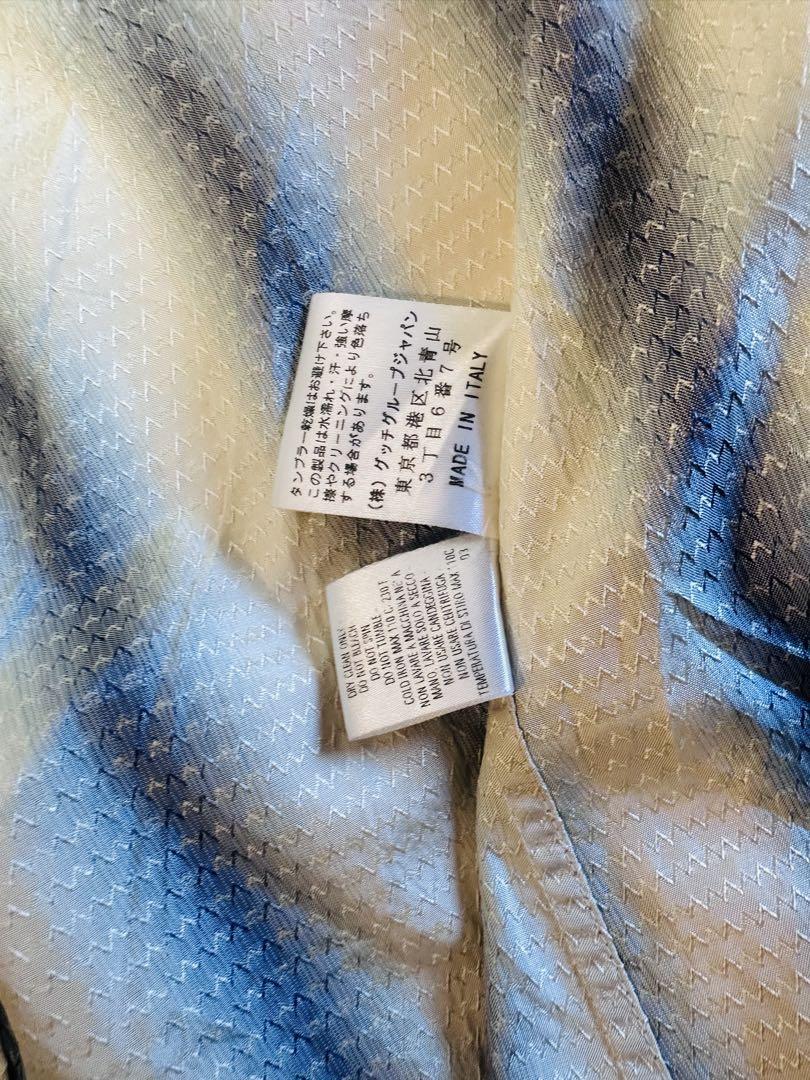 タンブラー乾燥はお避け下さい。
この製品は水濡れ・汗・強い摩
擦やクリーニングにより色落ち
する場合があります。
(株)グッチグループジャパン
東京都港区北青山
3丁目6番7号
MADE IN ITALY
DRY CLEAN ONLY
DO NOT BLEACH
DO NOT SPIN
DO NOT TUMBLE -
COLD IRON MAX 110 C - 230 F
NON LAVARE A MACCHINA NE A
MANO, LAVARE SOLO A SECCO -
NON LAVARE CANDEGGINA -
NON USARE CENTRIFUGA
TEMPERATURA DI STIRO MAX 110C
03